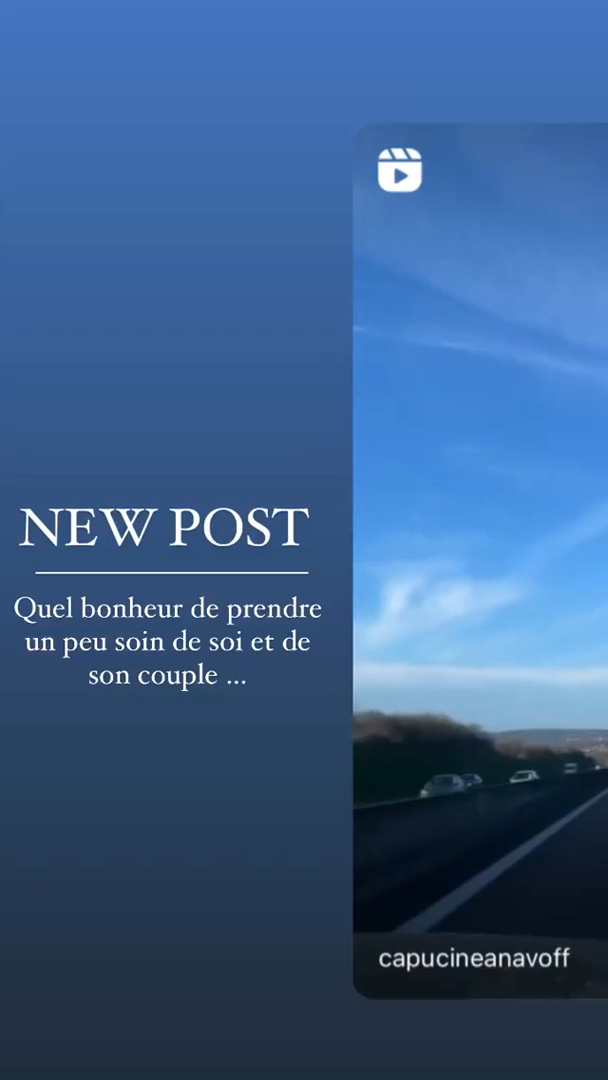 NEW POST
Quel bonheur de prendre
un peu soin de soi et de
son couple ...
capucineanavoff